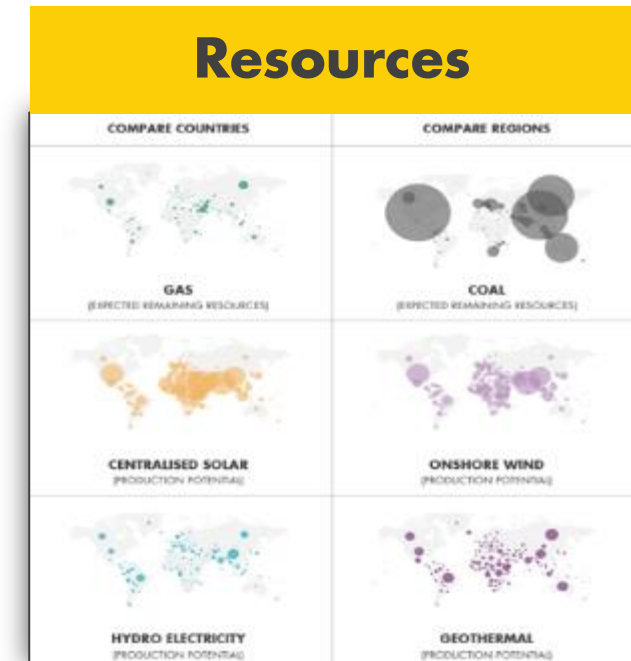 Resources
COMPARE COUNTRIES
COMPARE REGIONS
GAS
[EXPECTED REMAINING RESOURCES]
COAL
[EXPECTED REMAINING RESOURCES]
CENTRALISED SOLAR
[PRODUCTION POTENTIAL]
ONSHORE WIND
[PRODUCTION POTENTIAL]
HYDRO ELECTRICITY
[PRODUCTION POTENTIAL]
GEOTHERMAL
[PRODUCTION POTENTIAL]